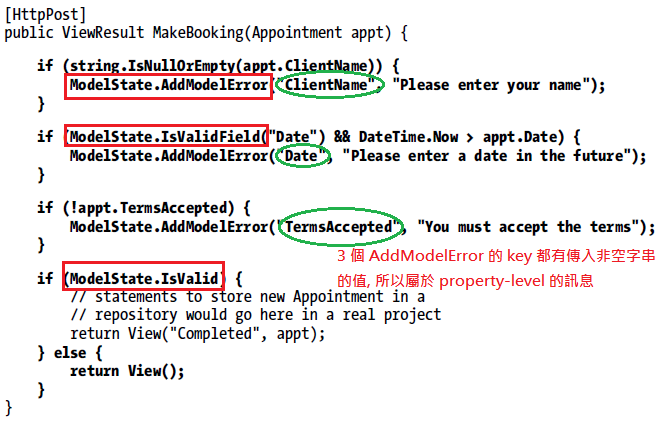 [HttpPost]
public ViewResult MakeBooking(Appointment appt) {
if (string.IsNullOrEmpty(appt.ClientName)) {
ModelState.AddModelError("ClientName", "Please enter your name");
}
if (ModelState.IsValidField("Date") && DateTime.Now > appt.Date) {
ModelState.AddModelError("Date", "Please enter a date in the future");
}
if (!appt.TermsAccepted) {
ModelState.AddModelError("TermsAccepted", "You must accept the terms");
}
3 個 AddModelError 的 key 都有傳入非空字串
的值, 所以屬於 property-level 的訊息
if (ModelState.IsValid) {
// statements to store new Appointment in a
// repository would go here in a real project
return View("Completed", appt);
} else {
return View();
}
}